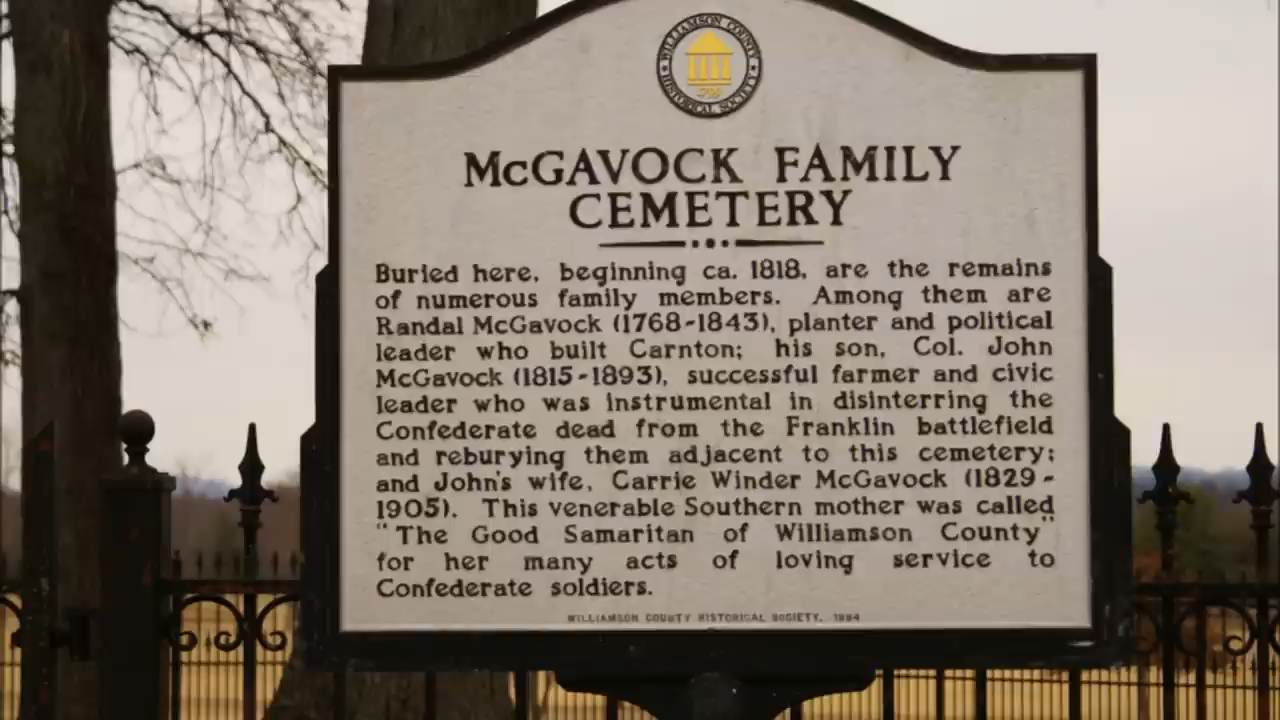 WILLIAMSON COUNTY
HISTORICAL SOCIETY
1799
McGAVOCK FAMILY
CEMETERY
Buried here, beginning ca. 1818, are the remains
of numerous family members. Among them are
Randal McGavock (1768-1843), planter and political
leader who built Carnton; his son, Col. John
McGavock (1815-1893), successful farmer and civic
leader who was instrumental in disinterring the
Confederate dead from the Franklin battlefield
and reburying them adjacent to this cemetery;
and John's wife, Carrie Winder McGavock (1829-
1905). This venerable Southern mother was called
"The Good Samaritan of Williamson County"
for her many acts of loving service to
Confederate soldiers.
WILLIAMSON COUNTY HISTORICAL SOCIETY, 1994